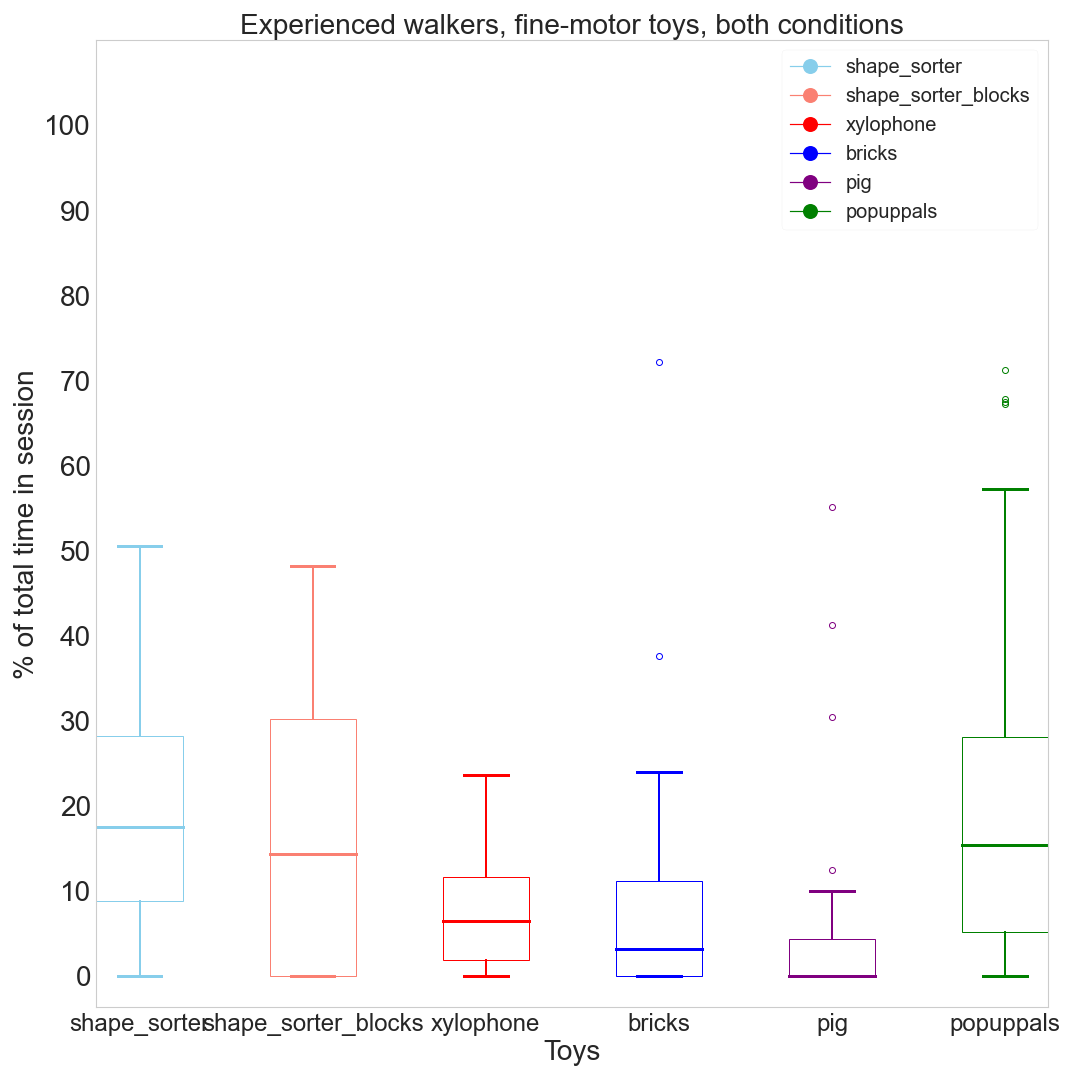 Experienced walkers, fine-motor toys, both conditions
shape_sorter
shape_sorter_blocks
xylophone
bricks
pig
popuppals
% of total time in session
100
90
80
70
60
50
40
30
20
10
0
shape_sorter shape_sorter_blocks xylophone bricks pig popuppals
Toys